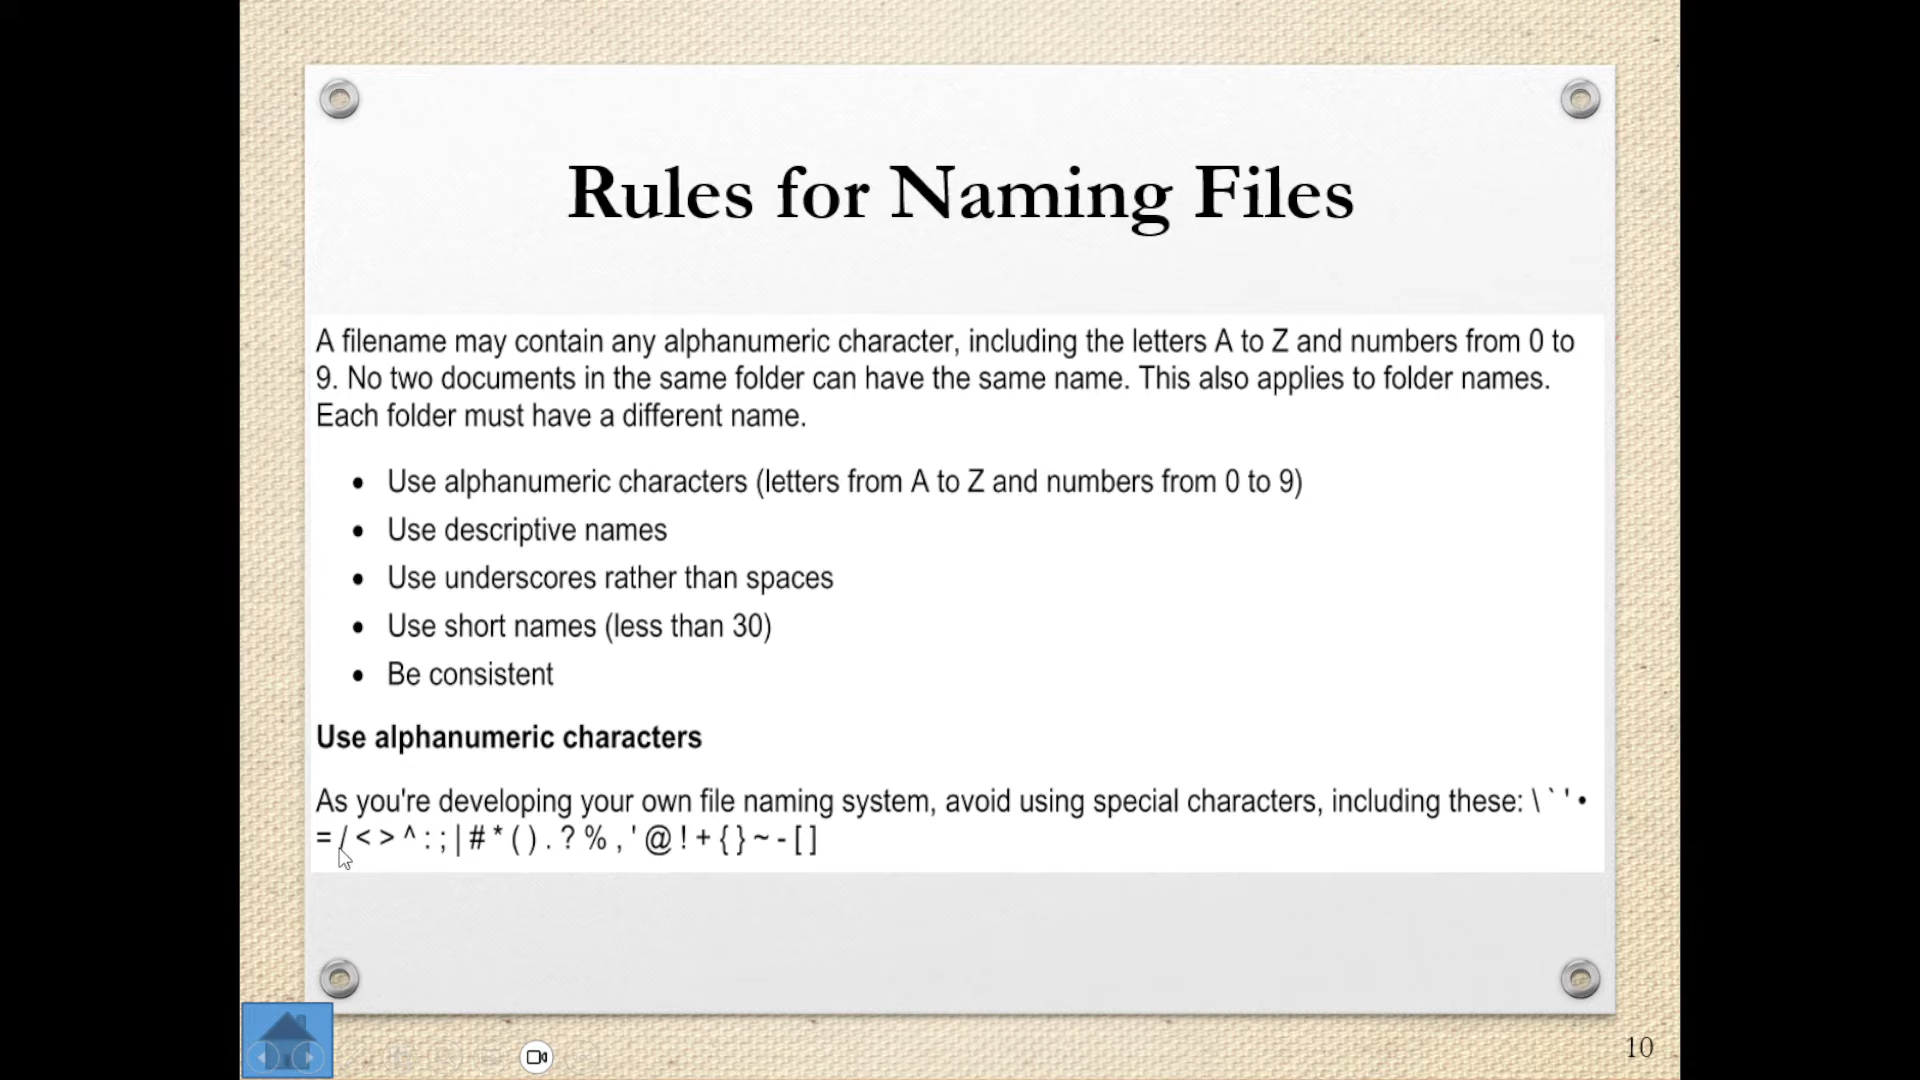 Rules for Naming Files
A filename may contain any alphanumeric character, including the letters A to Z and numbers from 0 to
9. No two documents in the same folder can have the same name. This also applies to folder names.
Each folder must have a different name.
• Use alphanumeric characters (letters from A to Z and numbers from 0 to 9)
• Use descriptive names
• Use underscores rather than spaces
• Use short names (less than 30)
• Be consistent
Use alphanumeric characters
As you're developing your own file naming system, avoid using special characters, including these: \ ` ' •
= / < > ^ : ; | # * ( ) . ? % , ' @ ! + { } ~ - [ ]
10